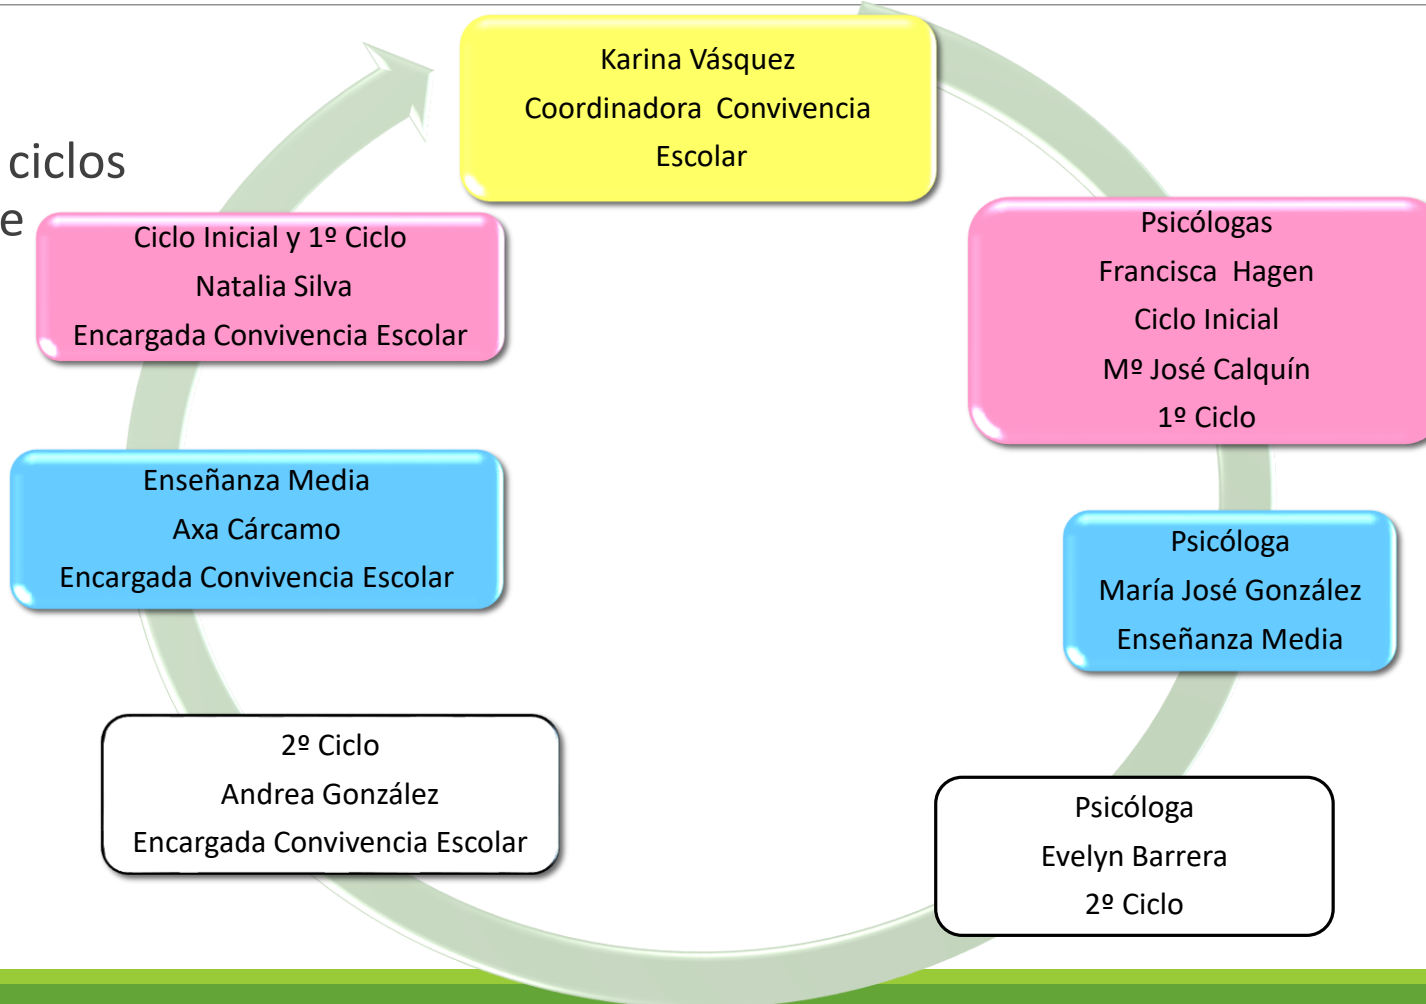 ciclos
e
Karina Vásquez
Coordinadora Convivencia
Escolar
Psicólogas
Francisca Hagen
Ciclo Inicial
Mº José Calquín
1º Ciclo
Psicóloga
María José González
Enseñanza Media
Psicóloga
Evelyn Barrera
2º Ciclo
2º Ciclo
Andrea González
Encargada Convivencia Escolar
Enseñanza Media
Axa Cárcamo
Encargada Convivencia Escolar
Ciclo Inicial y 1º Ciclo
Natalia Silva
Encargada Convivencia Escolar